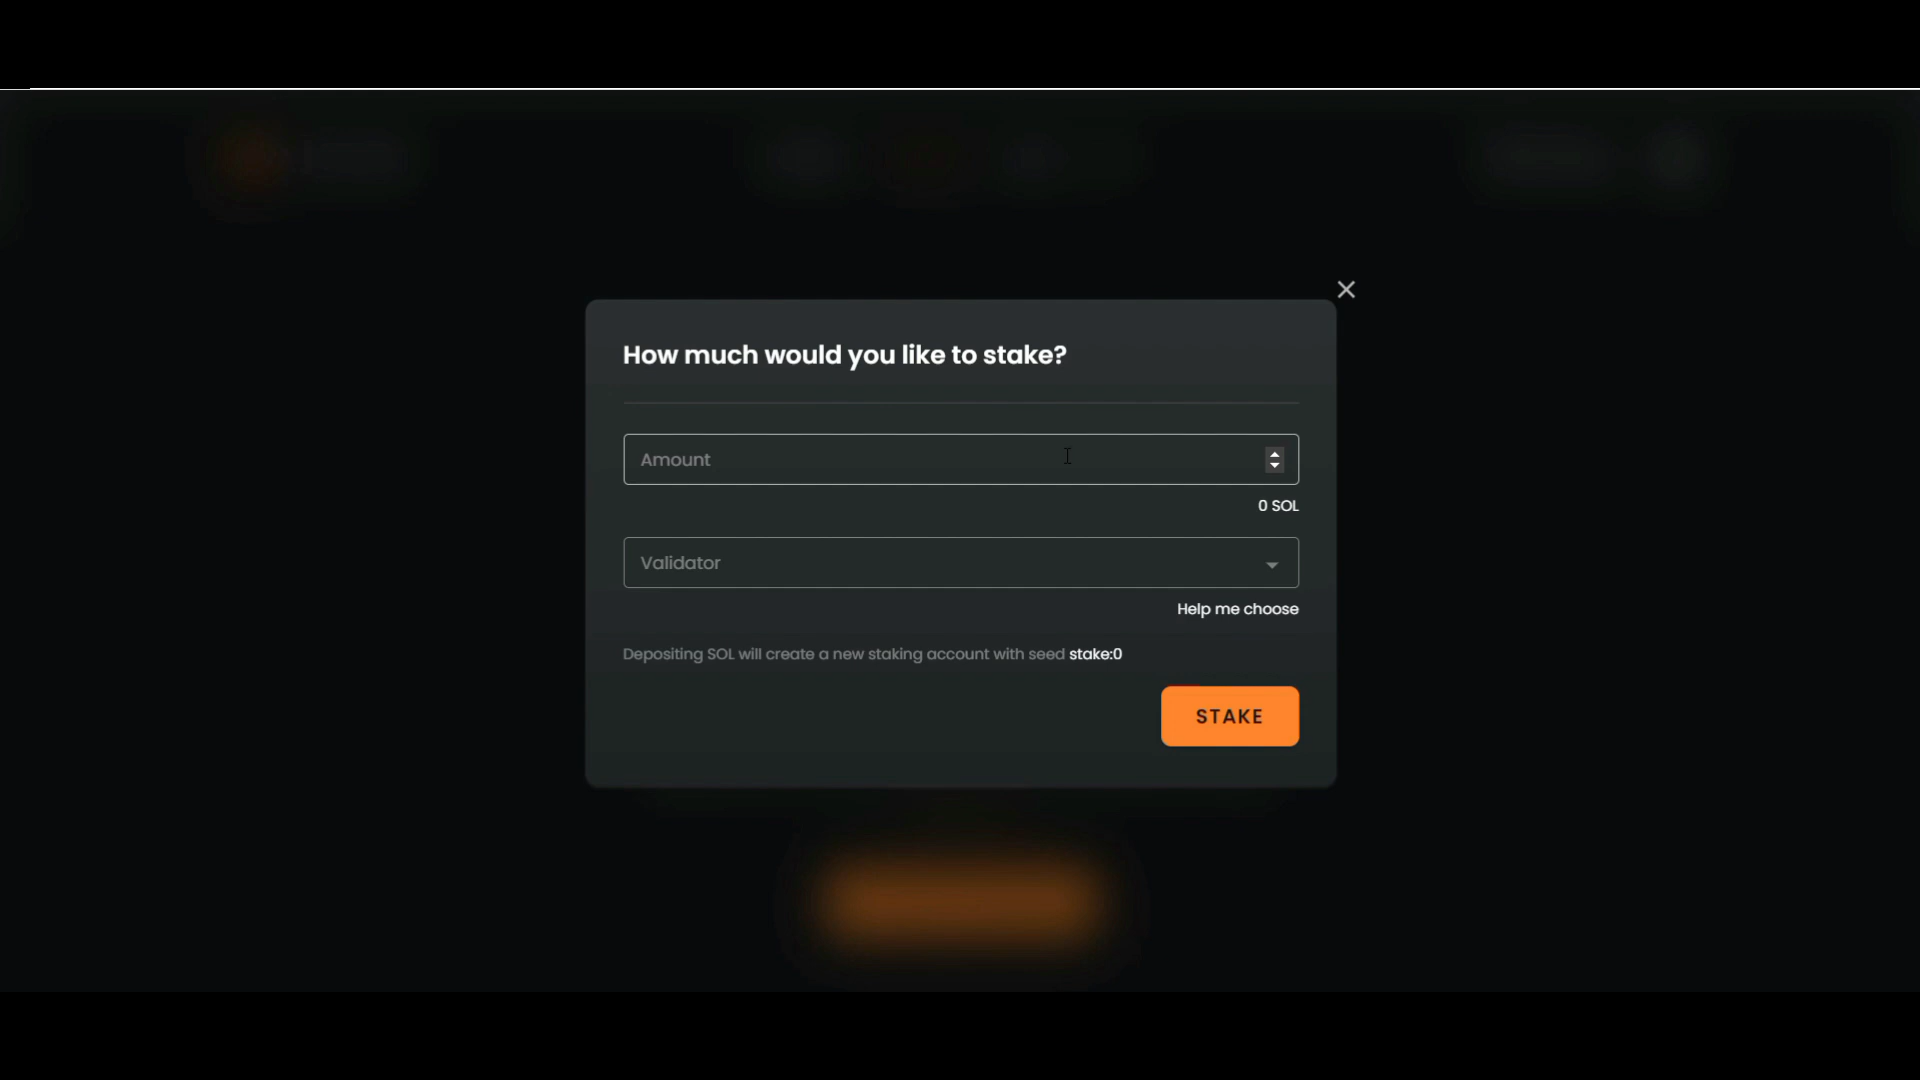 How much would you like to stake?
Amount
0 SOL
Validator
Help me choose
Depositing SOL will create a new staking account with seed stake:0
STAKE